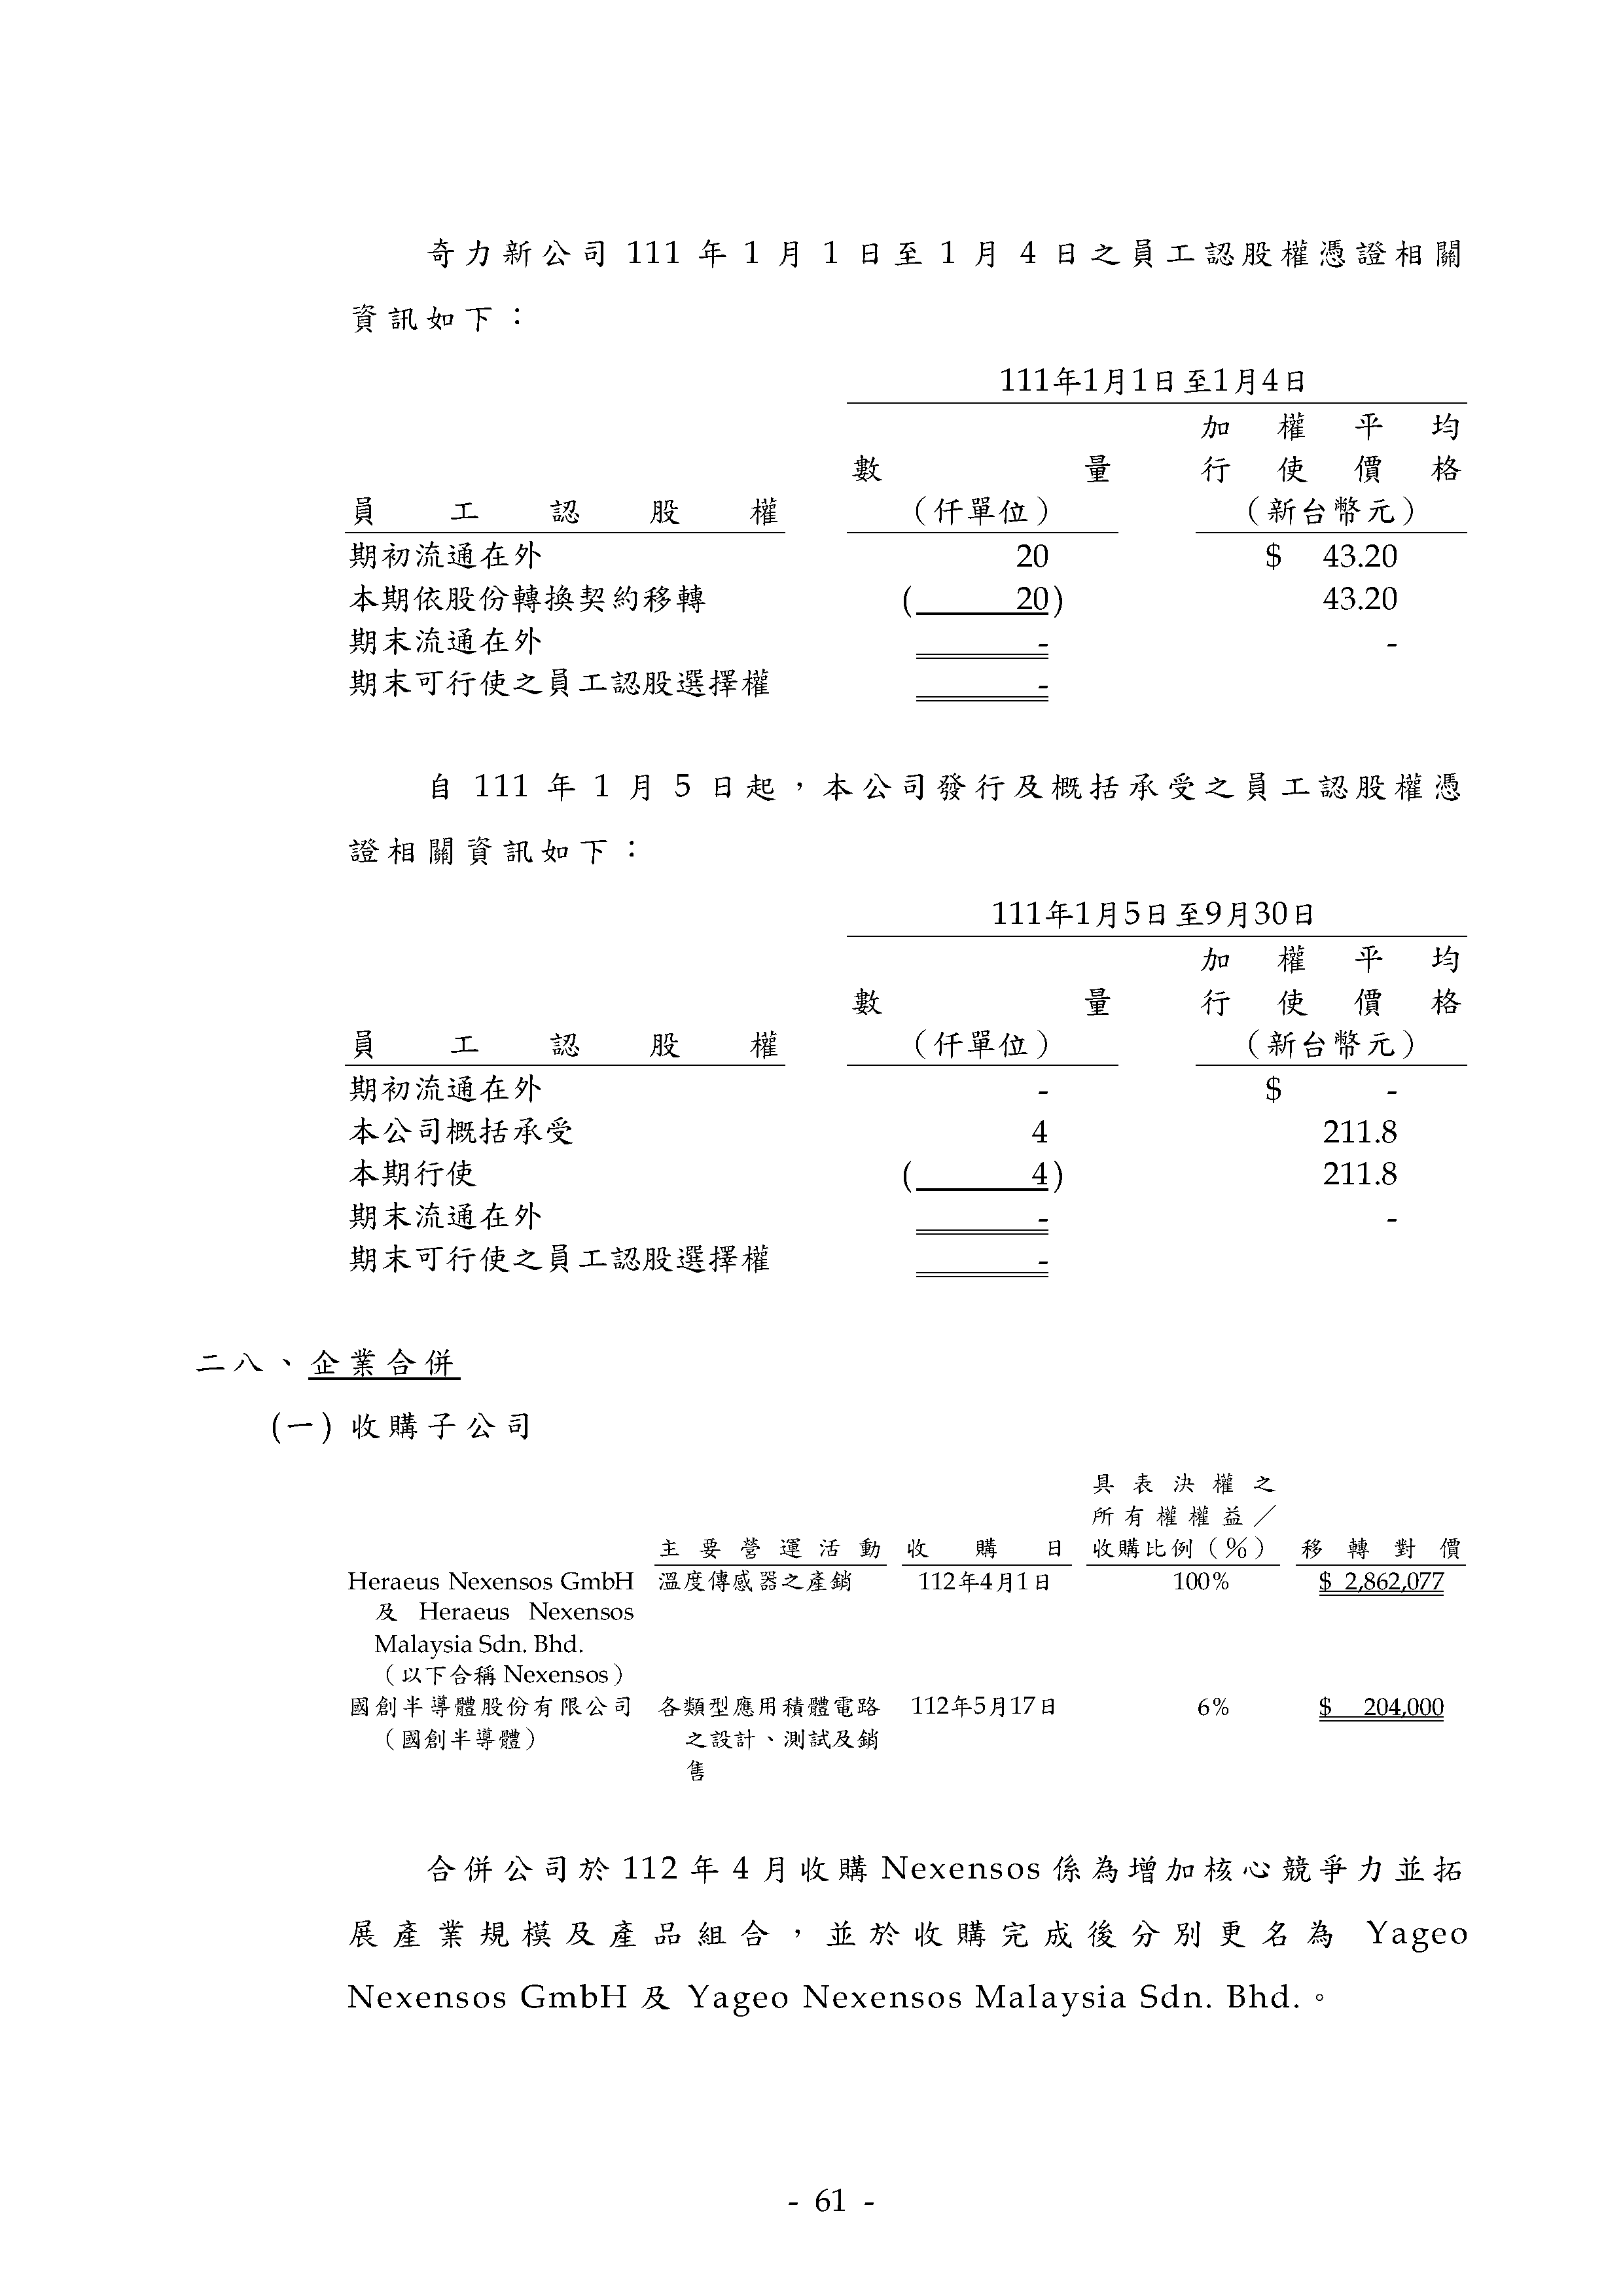 奇力新公司 111 年 1 月 1 日至 1 月 4 日之員工認股權憑證相關
資訊如下：
111年1月1日至1月4日
加權平均
數量 行使價格
員工認股權 （仟單位） （新台幣元）
期初流通在外 20 $ 43.20
本期依股份轉換契約移轉 ( 20) 43.20
期末流通在外 - -
期末可行使之員工認股選擇權 -
自 111 年 1 月 5 日起，本公司發行及概括承受之員工認股權憑
證相關資訊如下：
111年1月5日至9月30日
加權平均
數量 行使價格
員工認股權 （仟單位） （新台幣元）
期初流通在外 - $ -
本公司概括承受 4 211.8
本期行使 ( 4) 211.8
期末流通在外 - -
期末可行使之員工認股選擇權 -
二八、企業合併
(一) 收購子公司
具表決權之
所有權權益／
主要營運活動 收購日 收購比例（%） 移轉對價
Heraeus Nexensos GmbH 溫度傳感器之產銷 112年4月1日 100% $ 2,862,077
及 Heraeus Nexensos
Malaysia Sdn. Bhd.
（以下合稱 Nexensos）
國創半導體股份有限公司 各類型應用積體電路 112年5月17日 6% $ 204,000
（國創半導體） 之設計、測試及銷
售
合併公司於 112 年 4 月收購 Nexensos 係為增加核心競爭力並拓
展產業規模及產品組合，並於收購完成後分別更名為 Yageo
Nexensos GmbH 及 Yageo Nexensos Malaysia Sdn. Bhd.。
- 61 -